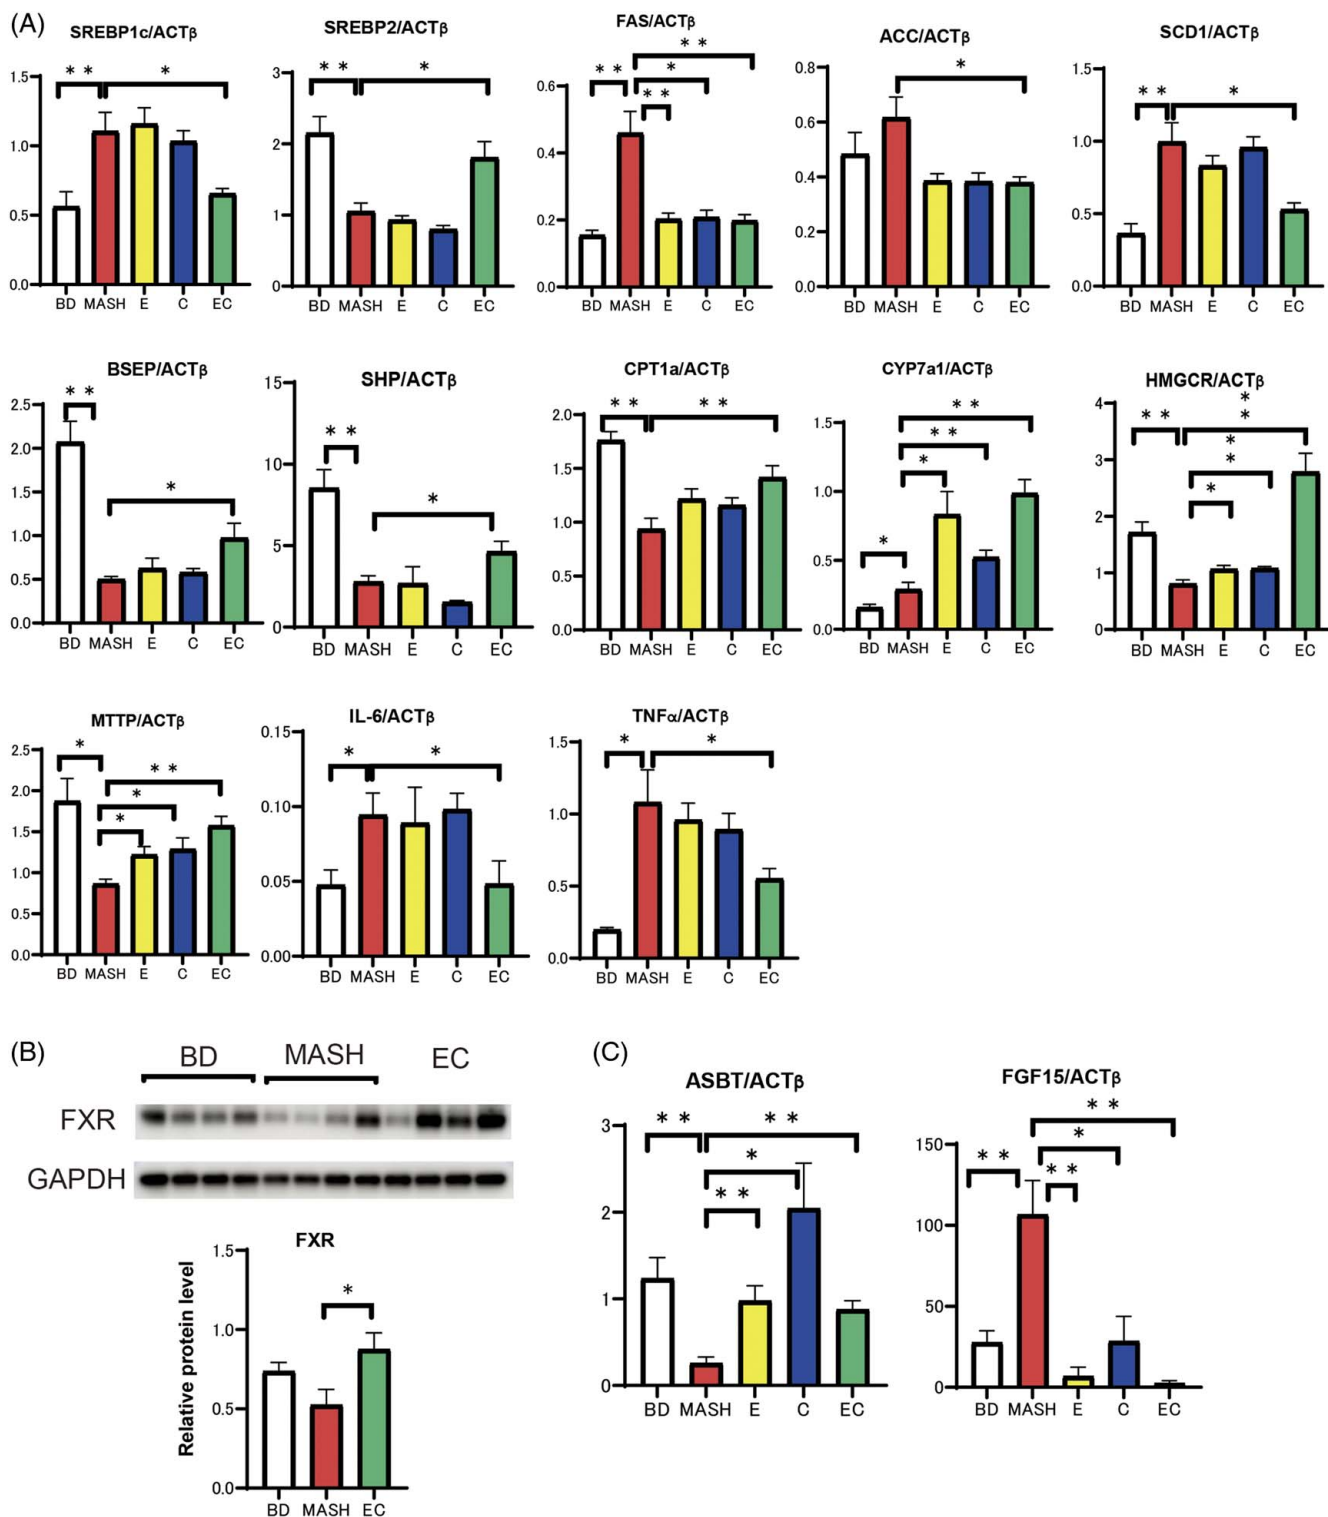 (A)
SREBP1c/ACTβ
* *
*
1.5
1.0
0.5
0.0
BD MASH E C EC
SREBP2/ACTβ
* *
*
3
2
1
0
BD MASH E C EC
FAS/ACTβ
* *
* *
*
* *
0.6
0.4
0.2
0.0
BD MASH E C EC
ACC/ACTβ
*
0.8
0.6
0.4
0.2
0.0
BD MASH E C EC
SCD1/ACTβ
* *
*
1.5
1.0
0.5
0.0
BD MASH E C EC
BSEP/ACTβ
* *
*
2.5
2.0
1.5
1.0
0.5
0.0
BD MASH E C EC
SHP/ACTβ
* *
*
15
10
5
0
BD MASH E C EC
CPT1a/ACTβ
* *
* *
2.0
1.5
1.0
0.5
0.0
BD MASH E C EC
CYP7a1/ACTβ
* *
* *
*
*
1.5
1.0
0.5
0.0
BD MASH E C EC
HMGCR/ACTβ
* *
*
*
*
*
*
4
3
2
1
0
BD MASH E C EC
MTTP/ACTβ
*
* *
*
*
2.5
2.0
1.5
1.0
0.5
0.0
BD MASH E C EC
IL-6/ACTβ
*
*
0.15
0.10
0.05
0.00
BD MASH E C EC
TNFα/ACTβ
*
*
1.5
1.0
0.5
0.0
BD MASH E C EC
(B)
BD MASH EC
FXR
GAPDH
FXR
*
Relative protein level
1.5
1.0
0.5
0.0
BD MASH EC
(C)
ASBT/ACTβ
* *
* *
*
* *
3
2
1
0
BD MASH E C EC
FGF15/ACTβ
* *
*
* *
* *
150
100
50
0
BD MASH E C EC